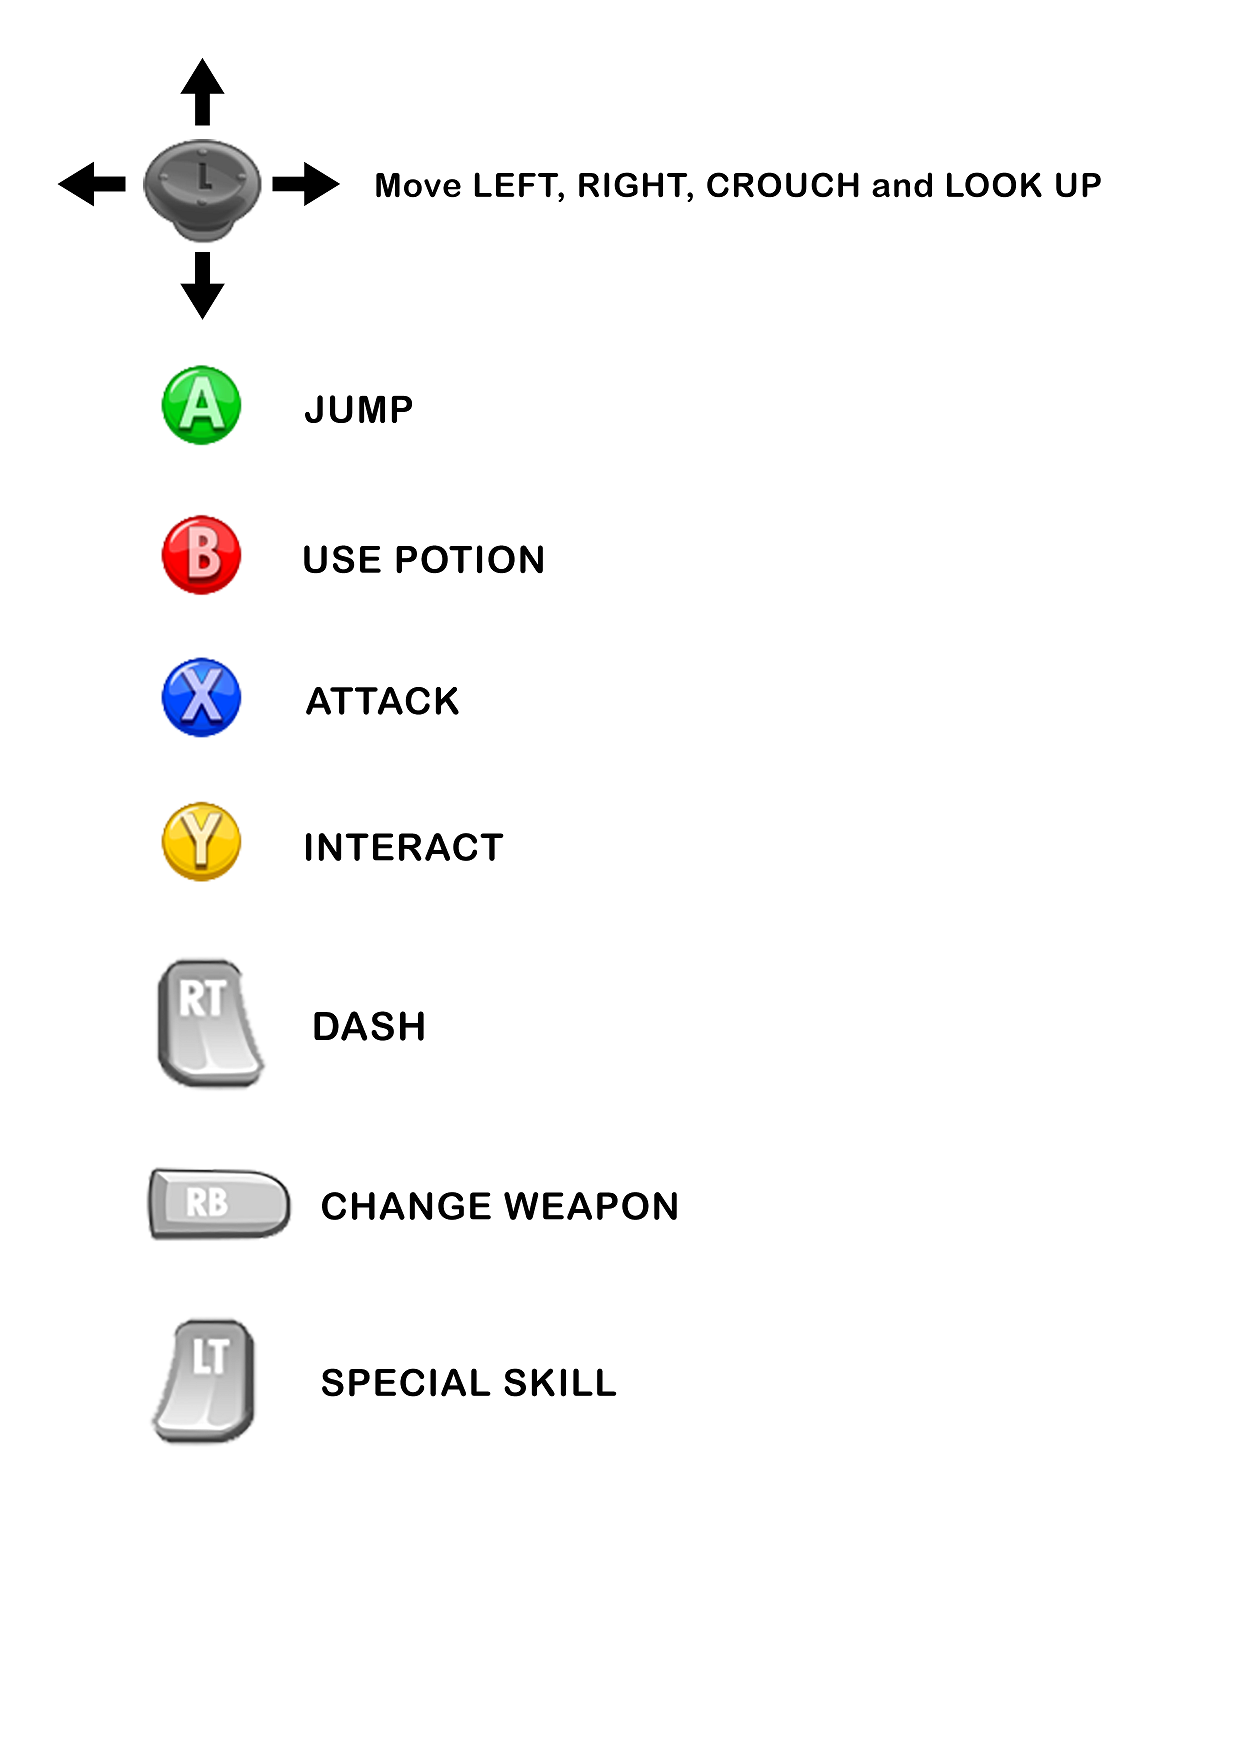 L Move LEFT, RIGHT, CROUCH and LOOK UP
A JUMP
B USE POTION
X ATTACK
Y INTERACT
RT DASH
RB CHANGE WEAPON
LT SPECIAL SKILL